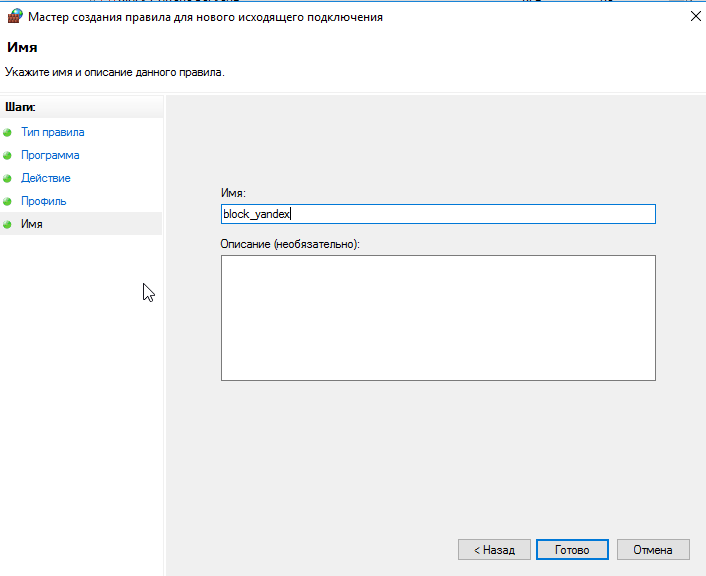 Мастер создания правила для нового исходящего подключения
Имя
Укажите имя и описание данного правила.
Шаги:
Тип правила
Программа
Действие
Профиль
Имя
Имя:
block_yandex
Описание (необязательно):
< Назад
Готово
Отмена